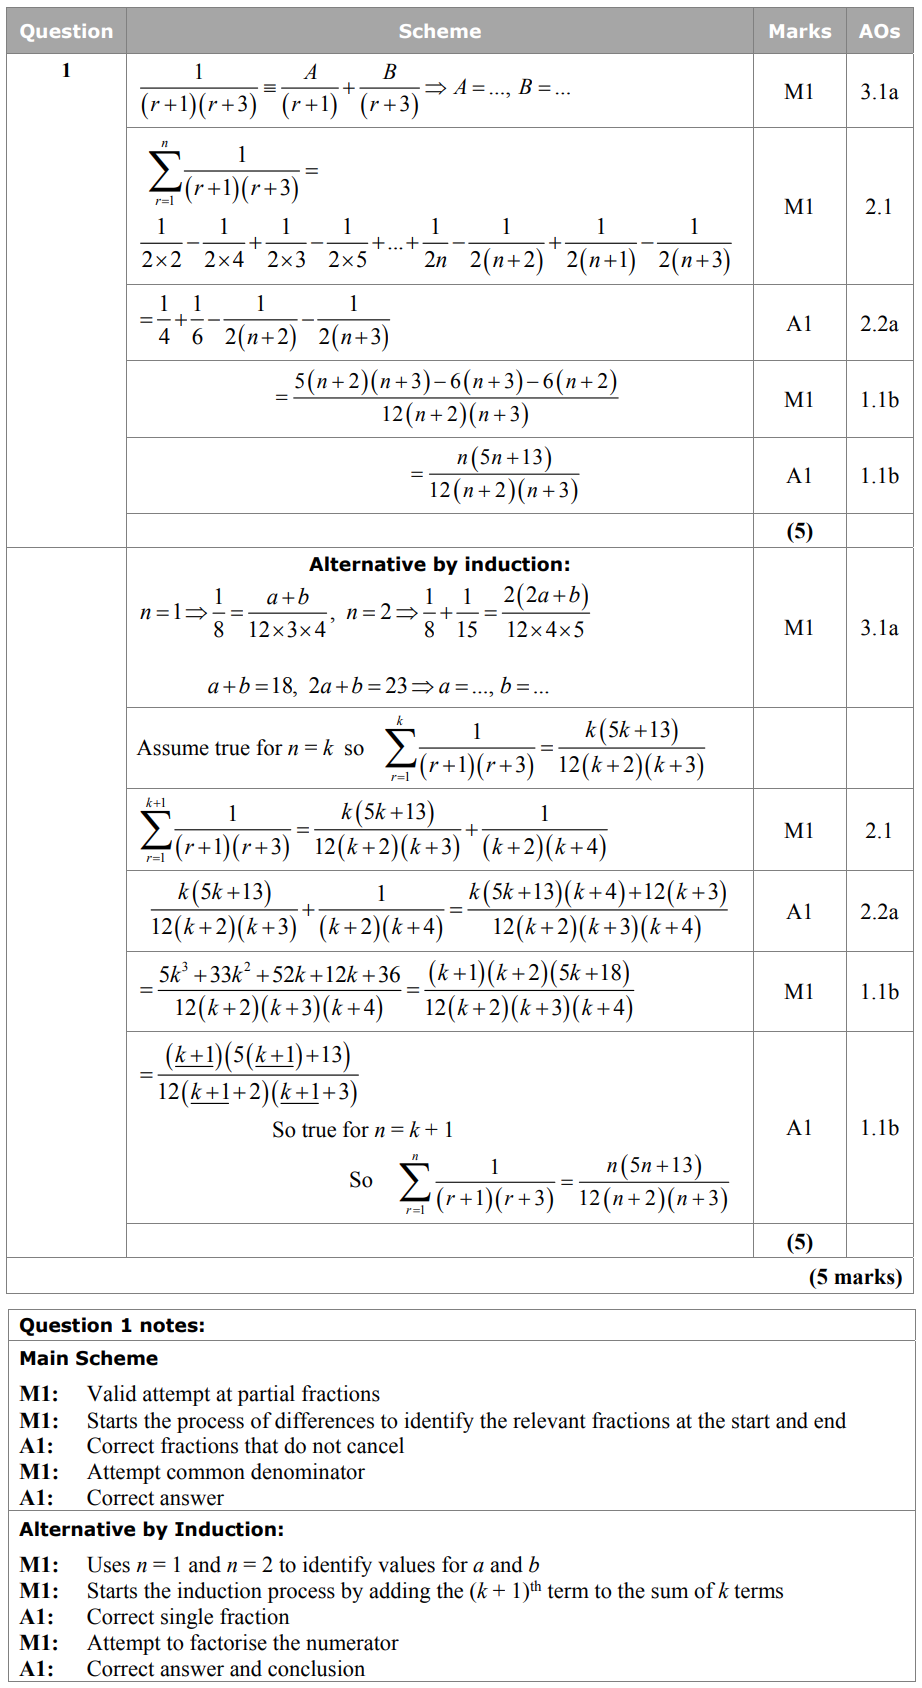 Question Scheme Marks AOs
1 \frac{1}{(r+1)(r+3)} ≡ \frac{A}{(r+1)} + \frac{B}{(r+3)} ⇒ A = ..., B = ... M1 3.1a
\sum_{r=1}^{n} \frac{1}{(r+1)(r+3)} =
\frac{1}{2×2} − \frac{1}{2×4} + \frac{1}{2×3} − \frac{1}{2×5} + ... + \frac{1}{2n} − \frac{1}{2(n+2)} + \frac{1}{2(n+1)} − \frac{1}{2(n+3)} M1 2.1
= \frac{1}{4} + \frac{1}{6} − \frac{1}{2(n+2)} − \frac{1}{2(n+3)} A1 2.2a
= \frac{5(n+2)(n+3)−6(n+3)−6(n+2)}{12(n+2)(n+3)} M1 1.1b
= \frac{n(5n+13)}{12(n+2)(n+3)} A1 1.1b
(5)
Alternative by induction:
n = 1 ⇒ \frac{1}{8} = \frac{a+b}{12×3×4}, n = 2 ⇒ \frac{1}{8} + \frac{1}{15} = \frac{2(2a+b)}{12×4×5} M1 3.1a
a+b = 18, 2a+b = 23 ⇒ a = ..., b = ...
Assume true for n = k so \sum_{r=1}^{k} \frac{1}{(r+1)(r+3)} = \frac{k(5k+13)}{12(k+2)(k+3)}
\sum_{r=1}^{k+1} \frac{1}{(r+1)(r+3)} = \frac{k(5k+13)}{12(k+2)(k+3)} + \frac{1}{(k+2)(k+4)} M1 2.1
\frac{k(5k+13)}{12(k+2)(k+3)} + \frac{1}{(k+2)(k+4)} = \frac{k(5k+13)(k+4)+12(k+3)}{12(k+2)(k+3)(k+4)} A1 2.2a
= \frac{5k^3+33k^2+52k+12k+36}{12(k+2)(k+3)(k+4)} = \frac{(k+1)(k+2)(5k+18)}{12(k+2)(k+3)(k+4)} M1 1.1b
= \frac{(k+1)(5(k+1)+13)}{12(k+1+2)(k+1+3)}
So true for n = k + 1 A1 1.1b
So \sum_{r=1}^{n} \frac{1}{(r+1)(r+3)} = \frac{n(5n+13)}{12(n+2)(n+3)}
(5)
(5 marks)
Question 1 notes:
Main Scheme
M1: Valid attempt at partial fractions
M1: Starts the process of differences to identify the relevant fractions at the start and end
A1: Correct fractions that do not cancel
M1: Attempt common denominator
A1: Correct answer
Alternative by Induction:
M1: Uses n = 1 and n = 2 to identify values for a and b
M1: Starts the induction process by adding the (k + 1)th term to the sum of k terms
A1: Correct single fraction
M1: Attempt to factorise the numerator
A1: Correct answer and conclusion